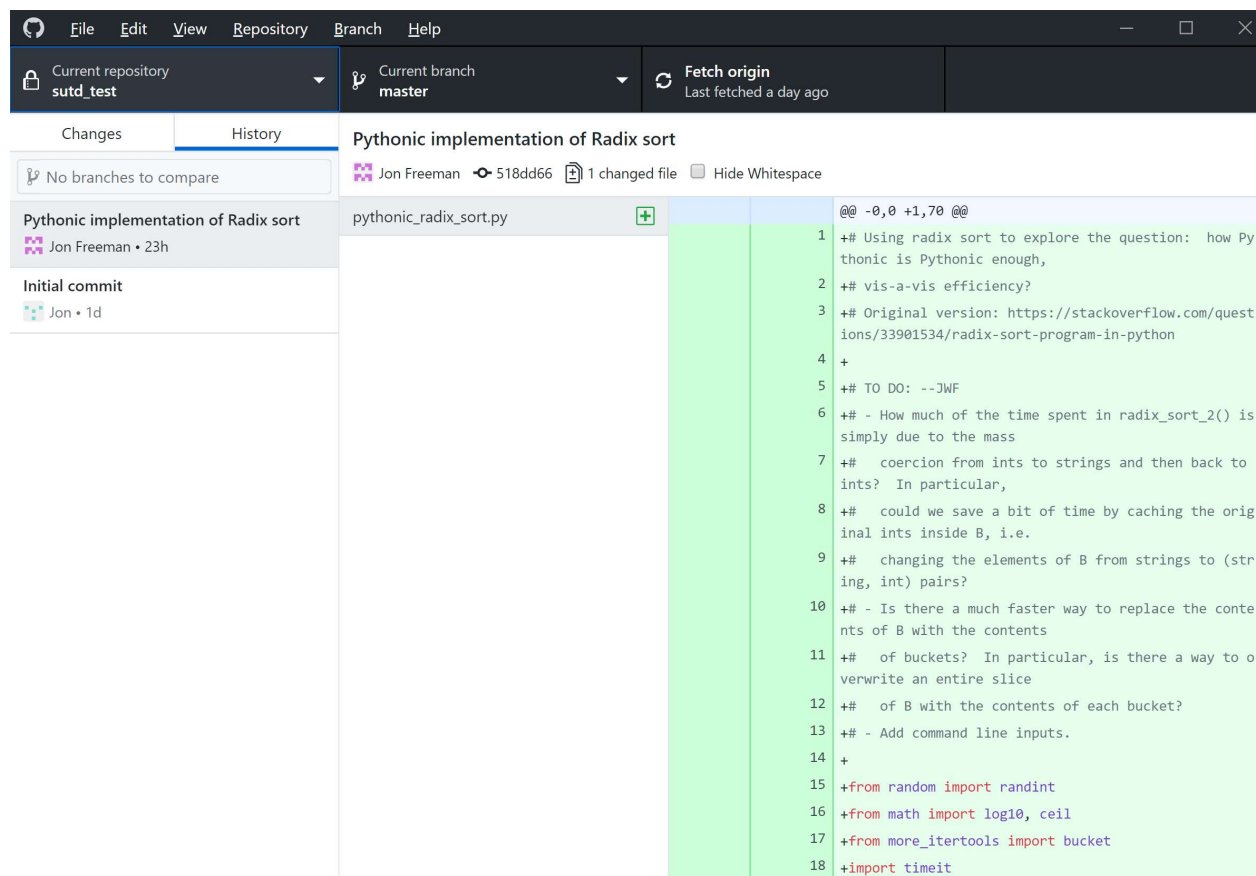 File Edit View Repository Branch Help
Current repository
sutd_test
Current branch
master
Fetch origin
Last fetched a day ago
Changes History
No branches to compare
Pythonic implementation of Radix sort
Jon Freeman • 23h
Initial commit
Jon • 1d
Pythonic implementation of Radix sort
Jon Freeman 518dd66 1 changed file Hide Whitespace
pythonic_radix_sort.py
@@ -0,0 +1,70 @@
1 +# Using radix sort to explore the question:  how Py
thonic is Pythonic enough,
2 +# vis-a-vis efficiency?
3 +# Original version: https://stackoverflow.com/quest
ions/33901534/radix-sort-program-in-python
4 +
5 +# TO DO: --JWF
6 +# - How much of the time spent in radix_sort_2() is
simply due to the mass
7 +#   coercion from ints to strings and then back to
ints?  In particular,
8 +#   could we save a bit of time by caching the orig
inal ints inside B, i.e.
9 +#   changing the elements of B from strings to (str
ing, int) pairs?
10 +# - Is there a much faster way to replace the conte
nts of B with the contents
11 +#   of buckets?  In particular, is there a way to o
verwrite an entire slice
12 +#   of B with the contents of each bucket?
13 +# - Add command line inputs.
14 +
15 +from random import randint
16 +from math import log10, ceil
17 +from more_itertools import bucket
18 +import timeit